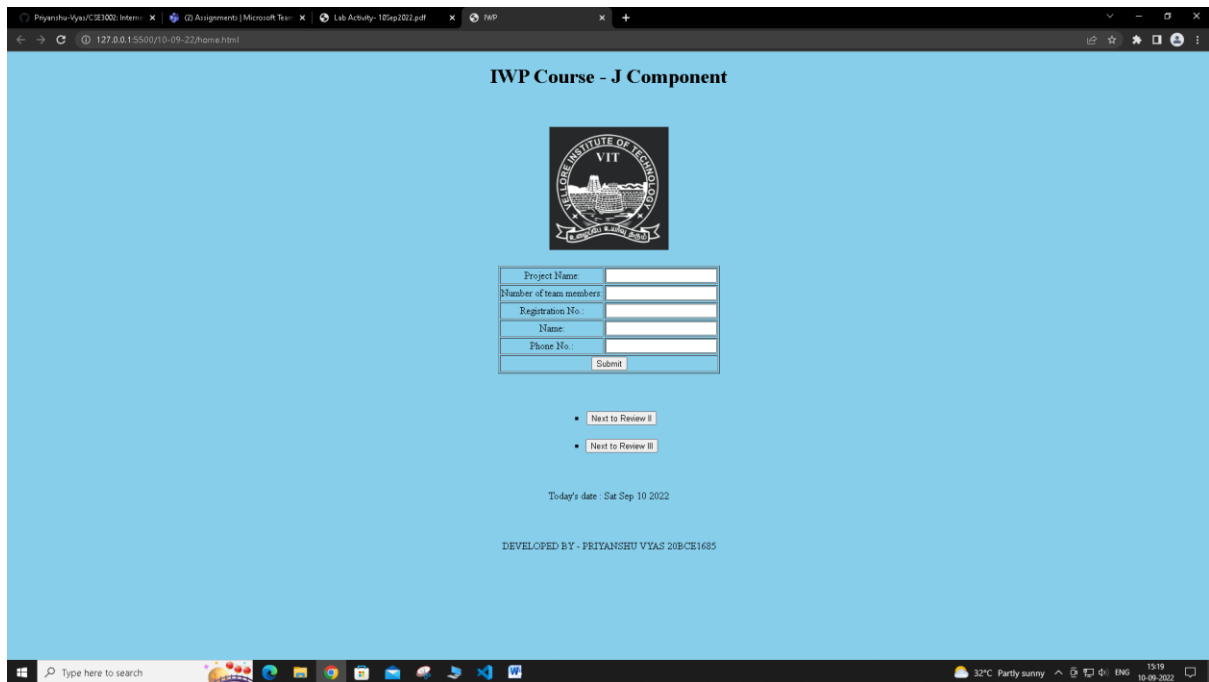 Priyanshu-Vyas/CSE3002: Interne
(2) Assignments | Microsoft Team
Lab Activity- 10Sep2022.pdf
IWP
127.0.0.1:5500/10-09-22/home.html
IWP Course - J Component
VELLORE INSTITUTE OF TECHNOLOGY
VIT
Project Name:
Number of team members:
Registration No.:
Name:
Phone No.:
Submit
Next to Review II
Next to Review III
Today's date : Sat Sep 10 2022
DEVELOPED BY - PRIYANSHU VYAS 20BCE1685
Type here to search
32°C Partly sunny
ENG
15:19
10-09-2022